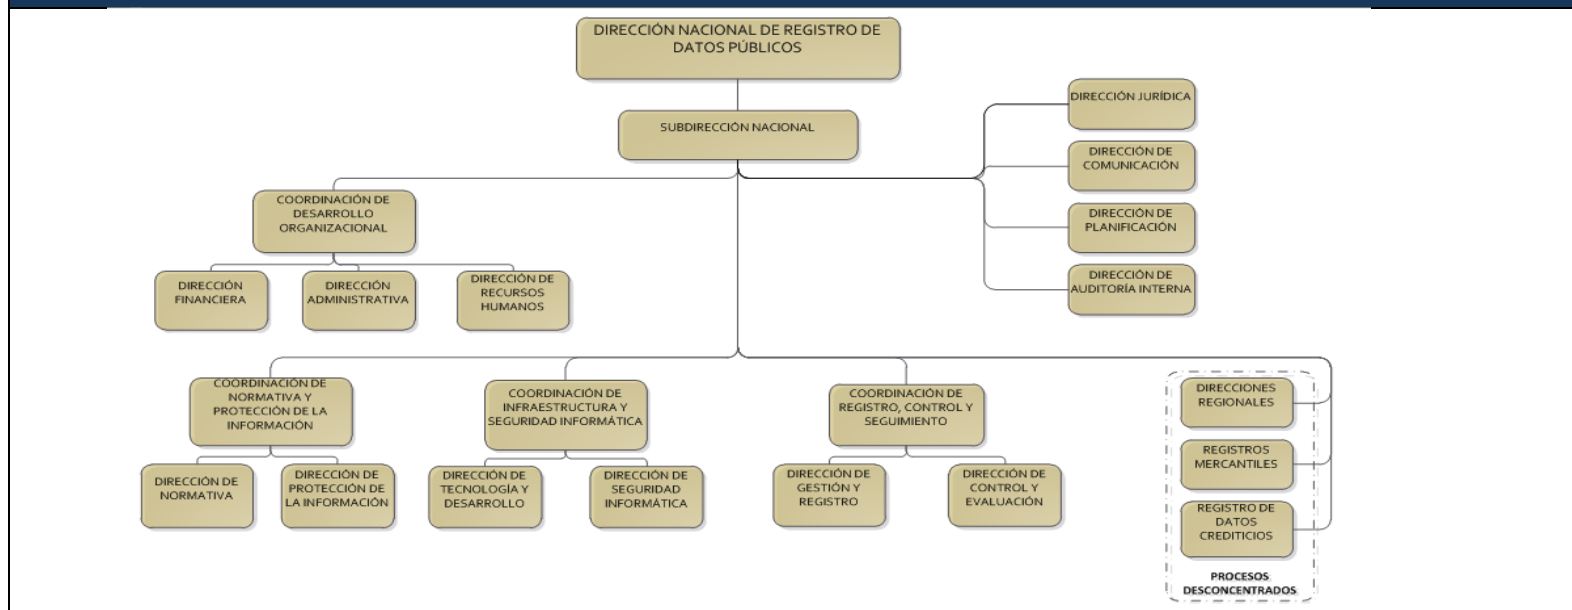 DIRECCIÓN NACIONAL DE REGISTRO DE
DATOS PÚBLICOS
SUBDIRECCIÓN NACIONAL
DIRECCIÓN JURÍDICA
DIRECCIÓN DE
COMUNICACIÓN
DIRECCIÓN DE
PLANIFICACIÓN
DIRECCIÓN DE
AUDITORÍA INTERNA
COORDINACIÓN DE
DESARROLLO
ORGANIZACIONAL
DIRECCIÓN
FINANCIERA
DIRECCIÓN
ADMINISTRATIVA
DIRECCIÓN DE
RECURSOS
HUMANOS
COORDINACIÓN DE
NORMATIVA Y
PROTECCIÓN DE LA
INFORMACIÓN
DIRECCIÓN DE
NORMATIVA
DIRECCIÓN DE
PROTECCIÓN DE
LA INFORMACIÓN
COORDINACIÓN DE
INFRAESTRUCTURA Y
SEGURIDAD INFORMÁTICA
DIRECCIÓN DE
TECNOLOGÍA Y
DESARROLLO
DIRECCIÓN DE
SEGURIDAD
INFORMÁTICA
COORDINACIÓN DE
REGISTRO, CONTROL Y
SEGUIMIENTO
DIRECCIÓN DE
GESTIÓN Y
REGISTRO
DIRECCIÓN DE
CONTROL Y
EVALUACIÓN
DIRECCIONES
REGIONALES
REGISTROS
MERCANTILES
REGISTRO DE
DATOS
CREDITICIOS
PROCESOS
DESCONCENTRADOS